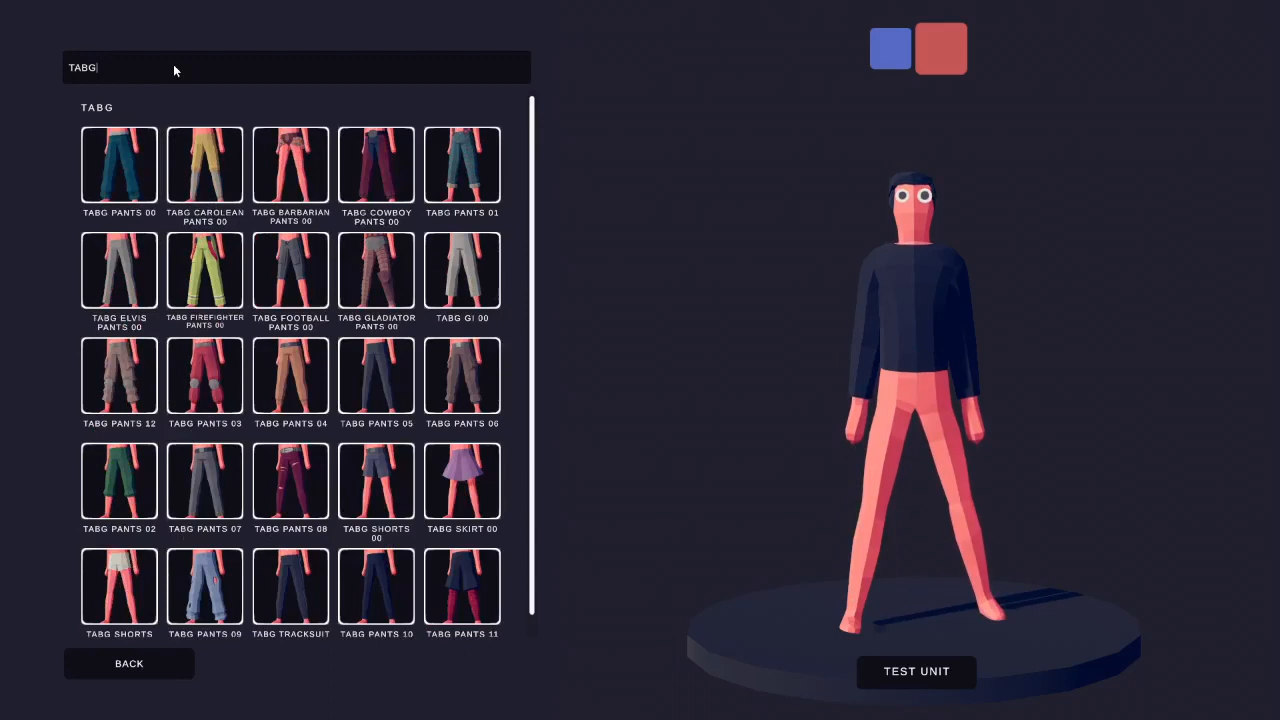 TABG
TABG
TABG PANTS 00
TABG CAROLEAN
PANTS 00
TABG BARBARIAN
PANTS 00
TABG COWBOY
PANTS 00
TABG PANTS 01
TABG ELVIS
PANTS 00
TABG FIREFIGHTER
PANTS 00
TABG FOOTBALL
PANTS 00
TABG GLADIATOR
PANTS 00
TABG GI 00
TABG PANTS 12
TABG PANTS 03
TABG PANTS 04
TABG PANTS 05
TABG PANTS 06
TABG PANTS 02
TABG PANTS 07
TABG PANTS 08
TABG SHORTS
00
TABG SKIRT 00
TABG SHORTS
TABG PANTS 09
TABG TRACKSUIT
TABG PANTS 10
TABG PANTS 11
BACK
TEST UNIT